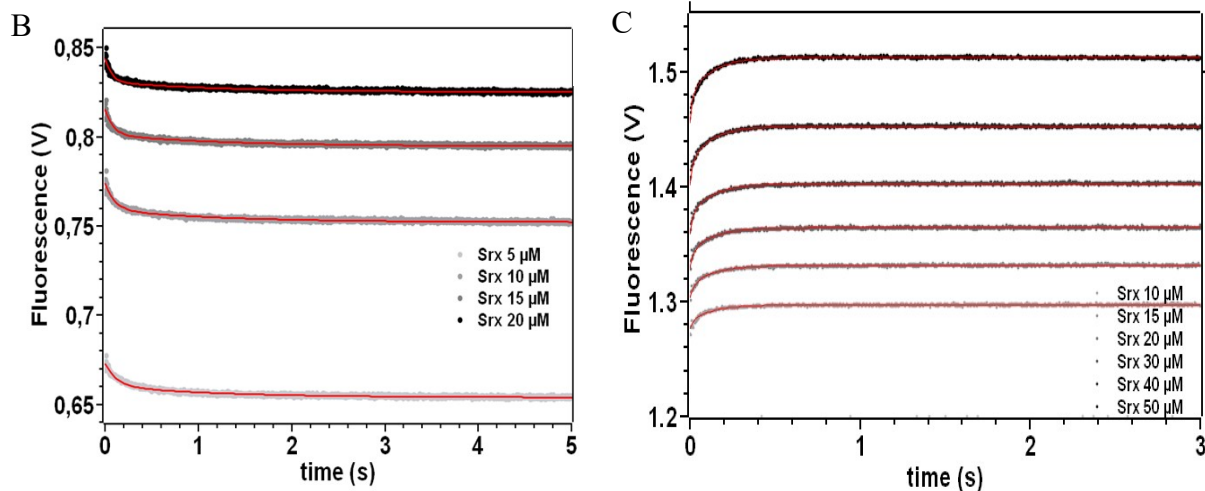 B
0,85
0,8
0,75
0,7
0,65
Fluorescence (V)
Srx 5 µM
Srx 10 µM
Srx 15 µM
Srx 20 µM
0 1 2 3 4 5
time (s)
C
1.5
1.4
1.3
1.2
Fluorescence (V)
Srx 10 µM
Srx 15 µM
Srx 20 µM
Srx 30 µM
Srx 40 µM
Srx 50 µM
0 1 2 3
time (s)